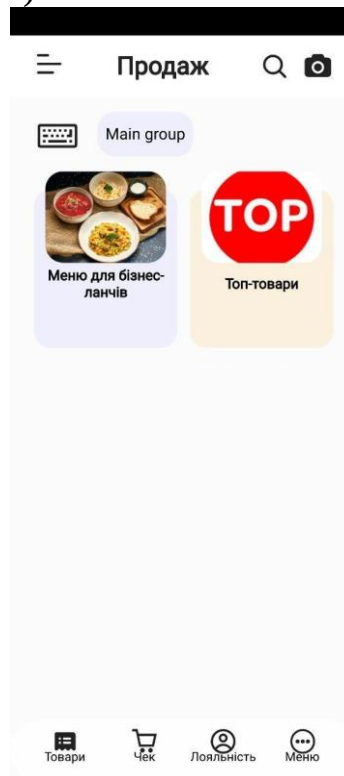 )
Продаж
Main group
TOP
Меню для бізнес-
ланчів
Топ-товари
Товари
Чек
Лояльність
Меню